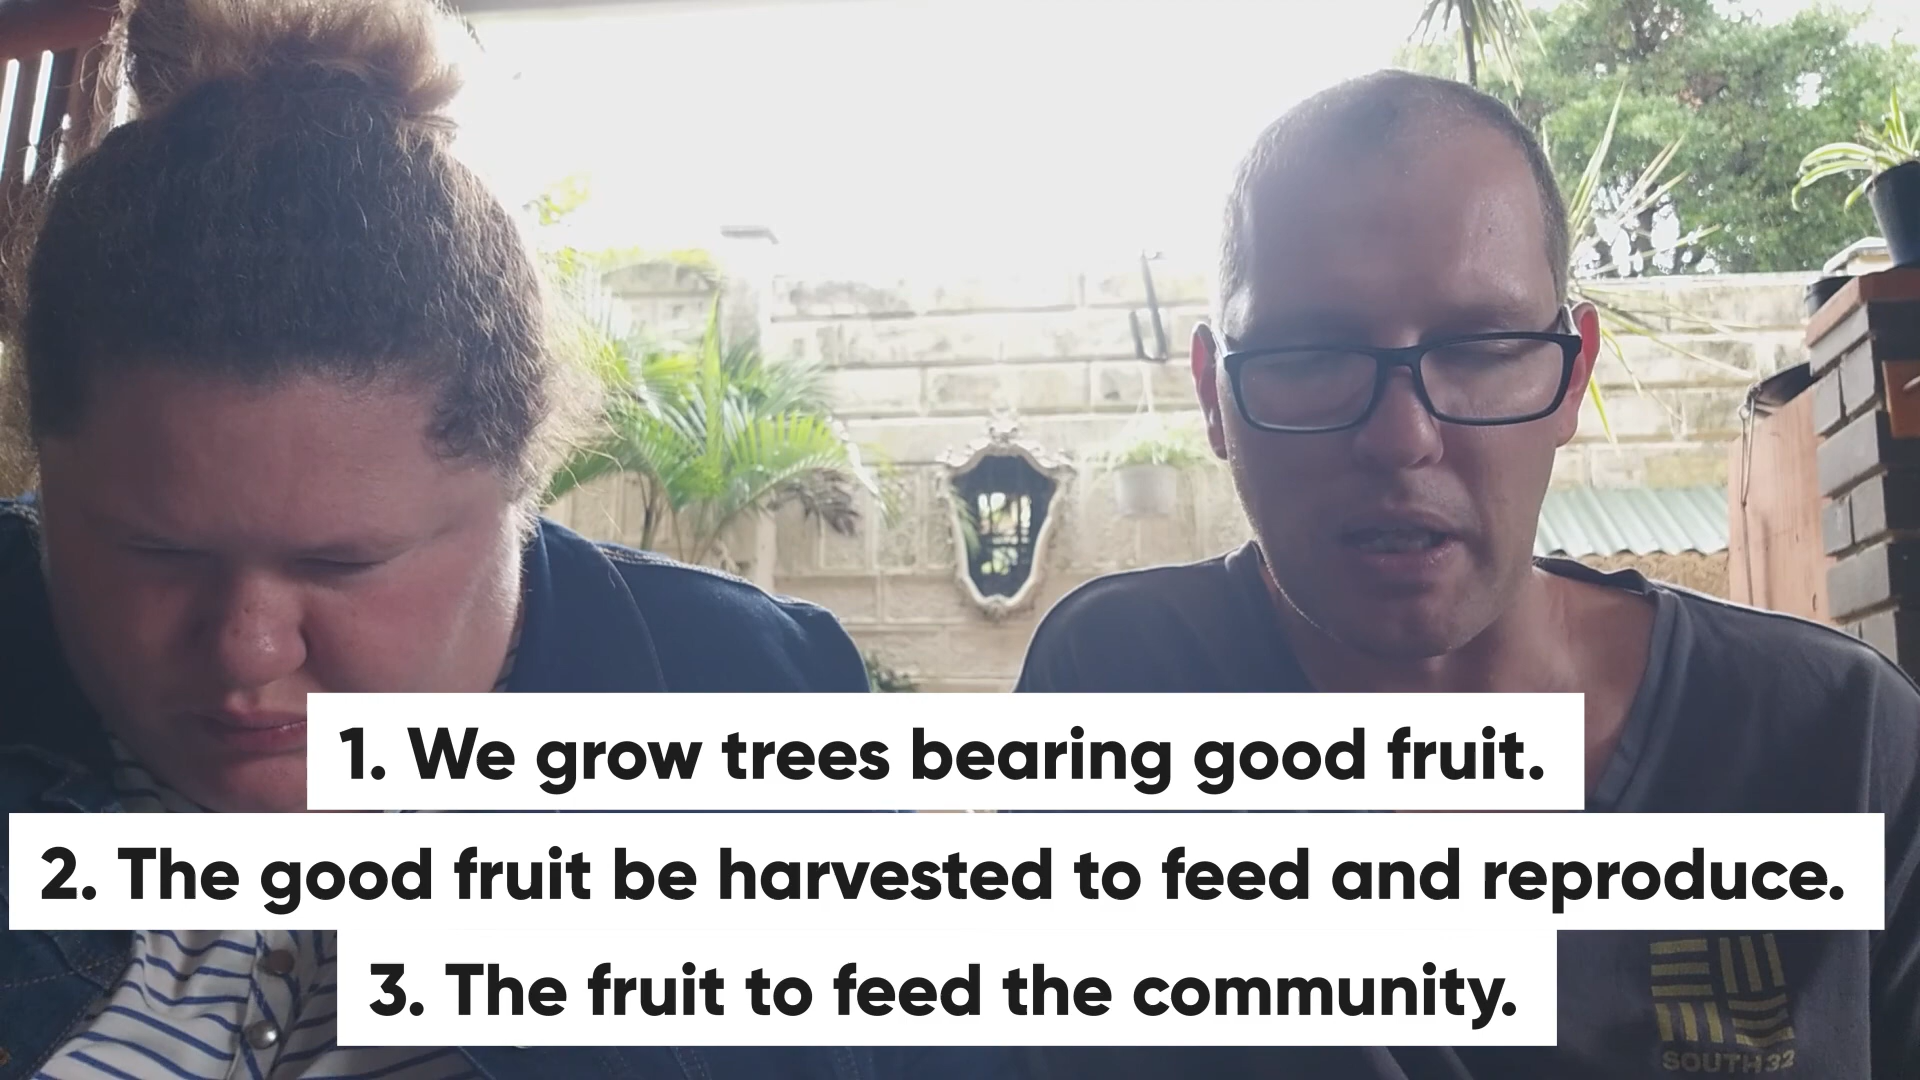 1. We grow trees bearing good fruit.
2. The good fruit be harvested to feed and reproduce.
3. The fruit to feed the community.
SOUTH32